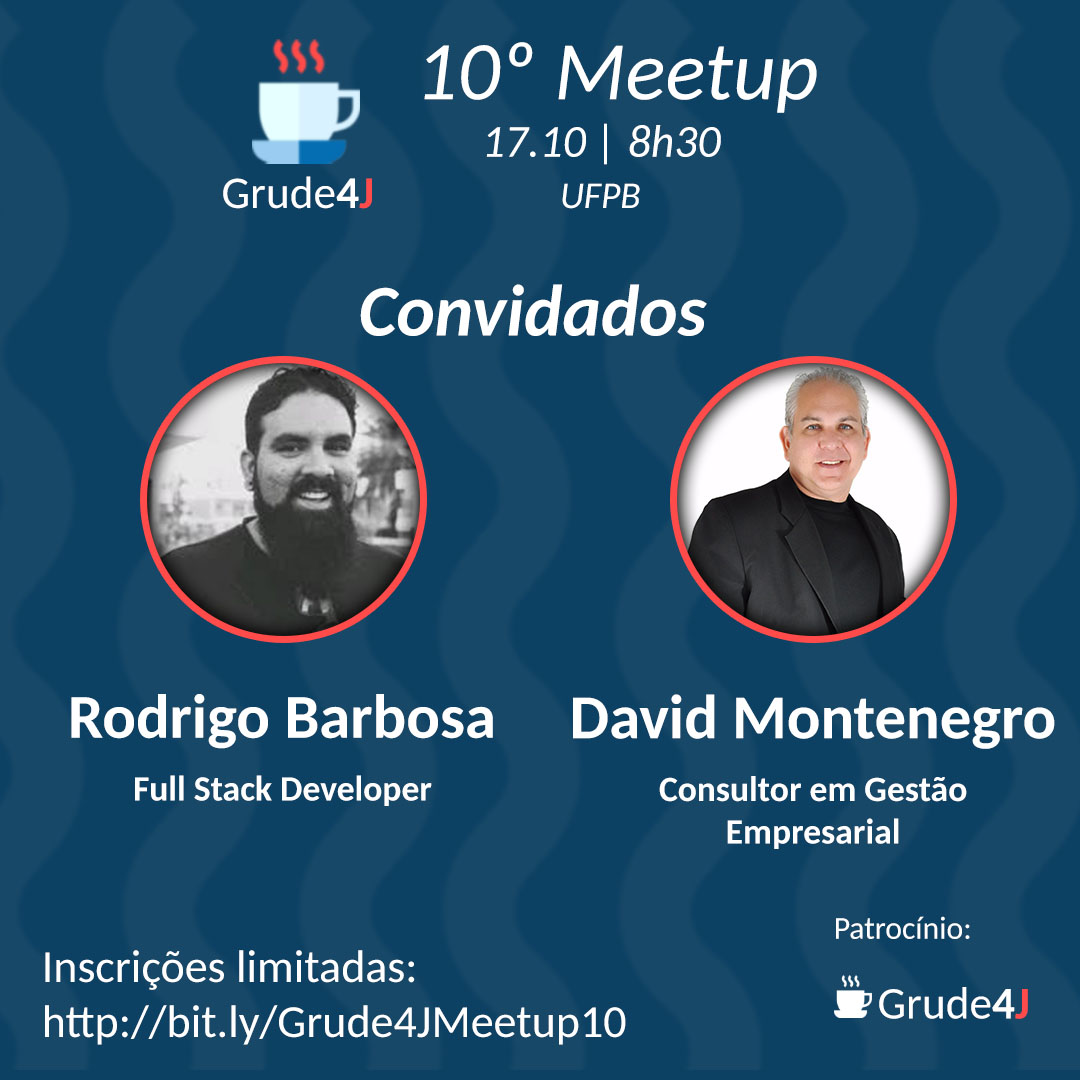 10º Meetup
17.10 | 8h30
UFPB
Grude4J
Convidados
Rodrigo Barbosa
Full Stack Developer
David Montenegro
Consultor em Gestão
Empresarial
Inscrições limitadas:
http://bit.ly/Grude4JMeetup10
Patrocínio:
Grude4J